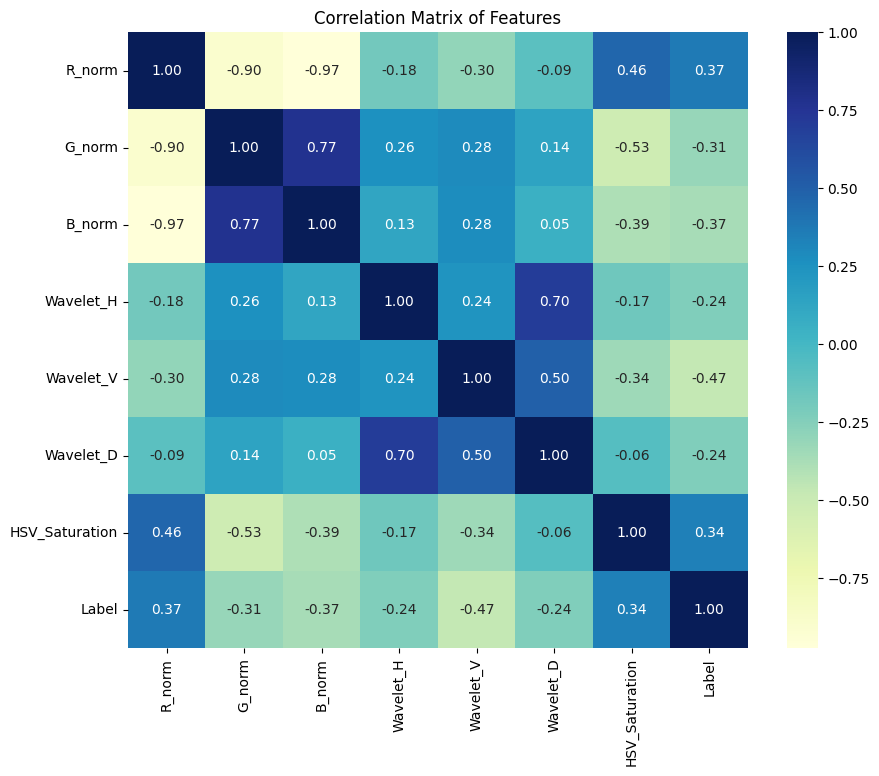 Correlation Matrix of Features
R_norm 1.00 -0.90 -0.97 -0.18 -0.30 -0.09 0.46 0.37
G_norm -0.90 1.00 0.77 0.26 0.28 0.14 -0.53 -0.31
B_norm -0.97 0.77 1.00 0.13 0.28 0.05 -0.39 -0.37
Wavelet_H -0.18 0.26 0.13 1.00 0.24 0.70 -0.17 -0.24
Wavelet_V -0.30 0.28 0.28 0.24 1.00 0.50 -0.34 -0.47
Wavelet_D -0.09 0.14 0.05 0.70 0.50 1.00 -0.06 -0.24
HSV_Saturation 0.46 -0.53 -0.39 -0.17 -0.34 -0.06 1.00 0.34
Label 0.37 -0.31 -0.37 -0.24 -0.47 -0.24 0.34 1.00
R_norm G_norm B_norm Wavelet_H Wavelet_V Wavelet_D HSV_Saturation Label
1.00
0.75
0.50
0.25
0.00
-0.25
-0.50
-0.75